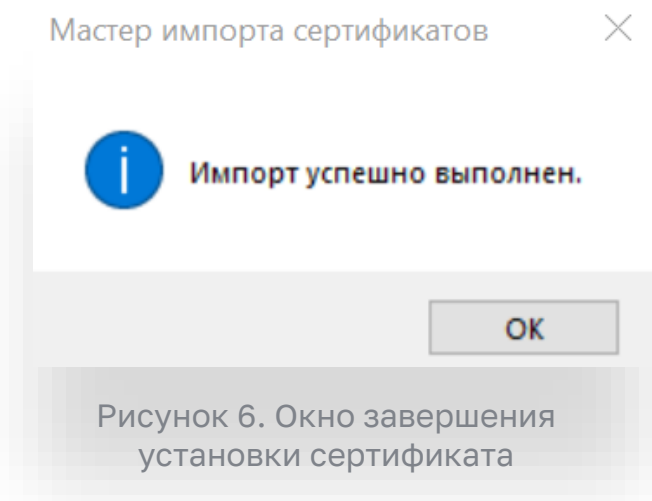 Мастер импорта сертификатов
Импорт успешно выполнен.
ОК
Рисунок 6. Окно завершения
установки сертификата